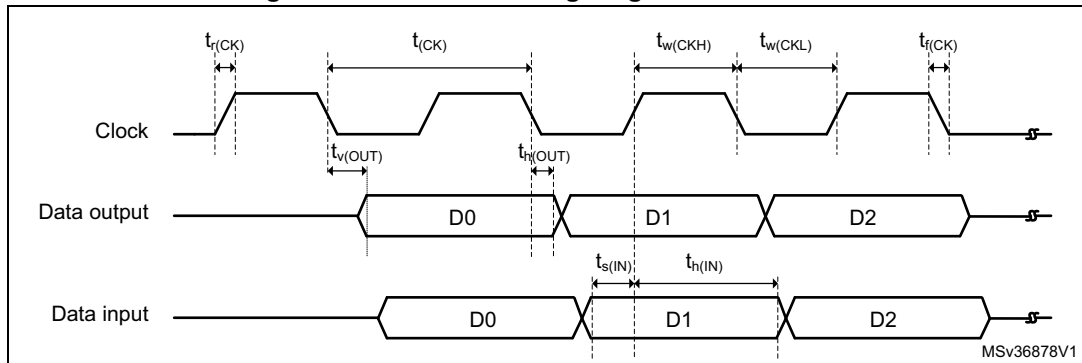 tr(CK) t(CK) tw(CKH) tw(CKL) tf(CK)
Clock
tv(OUT) th(OUT)
Data output D0 D1 D2
ts(IN) th(IN)
Data input D0 D1 D2
MSv36878V1